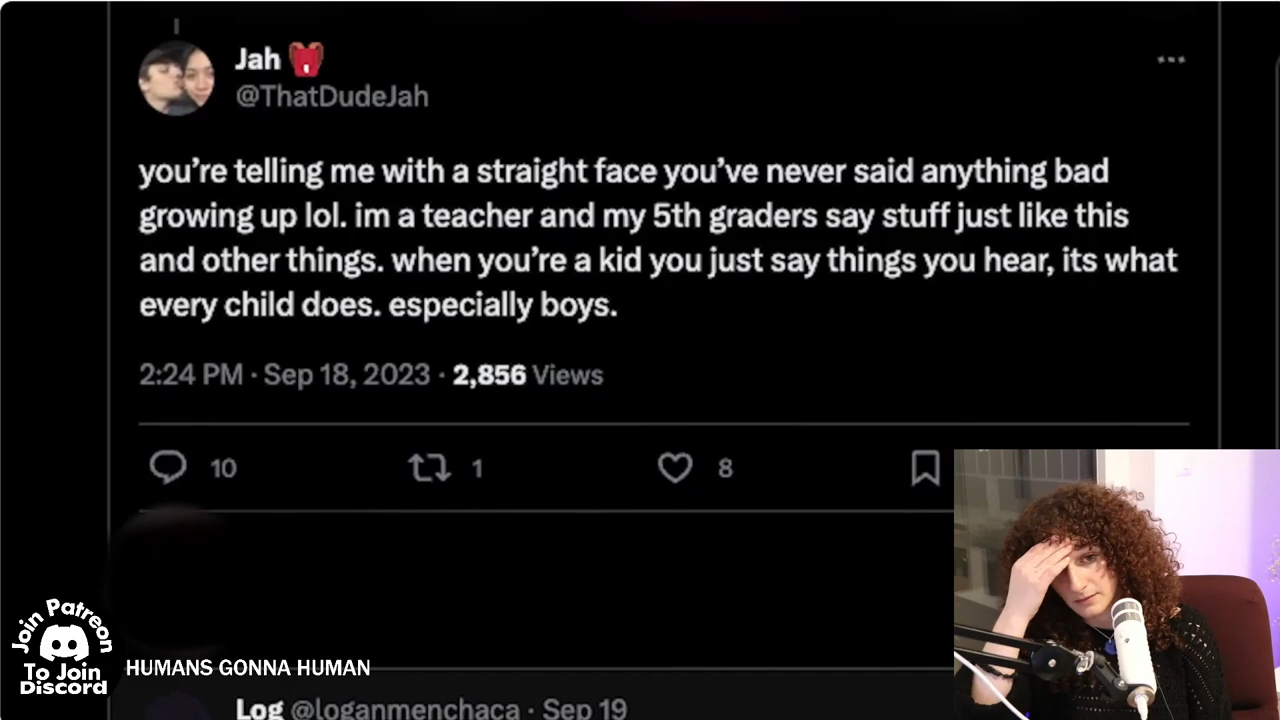 Jah
@ThatDudeJah
you're telling me with a straight face you've never said anything bad
growing up lol. im a teacher and my 5th graders say stuff just like this
and other things. when you're a kid you just say things you hear, its what
every child does. especially boys.
2:24 PM · Sep 18, 2023 · 2,856 Views
10 1 8
Join Patreon
To Join
Discord
HUMANS GONNA HUMAN
Log @loganmenchaca · Sep 19